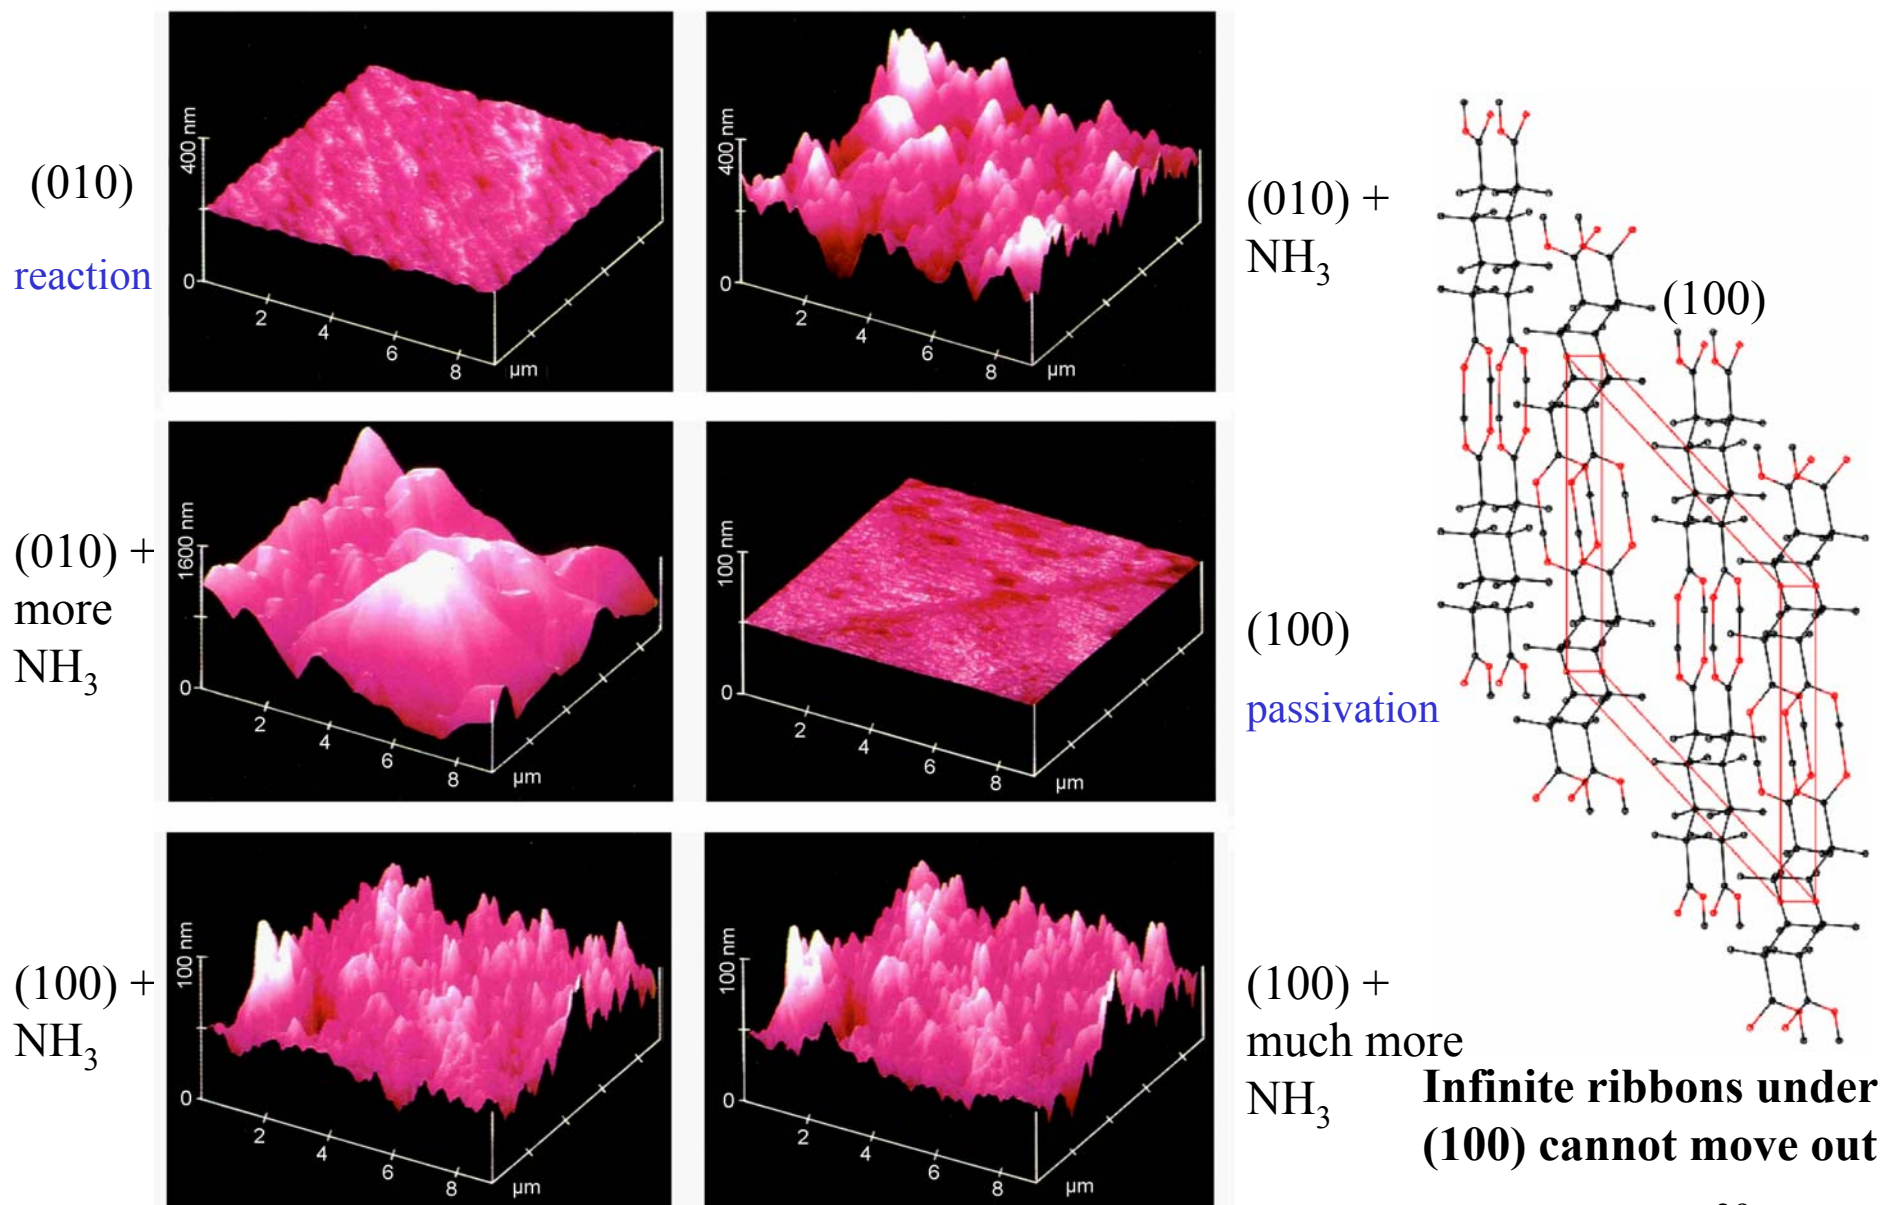 (010)
reaction
400 nm
0
2
4
6
8
µm
400 nm
0
2
4
6
8
µm
(010) +
NH₃
(100)
(010) +
more
NH₃
1600 nm
0
2
4
6
8
µm
100 nm
0
2
4
6
8
µm
(100)
passivation
(100) +
NH₃
100 nm
0
2
4
6
8
µm
100 nm
0
2
4
6
8
µm
(100) +
much more
NH₃
Infinite ribbons under
(100) cannot move out